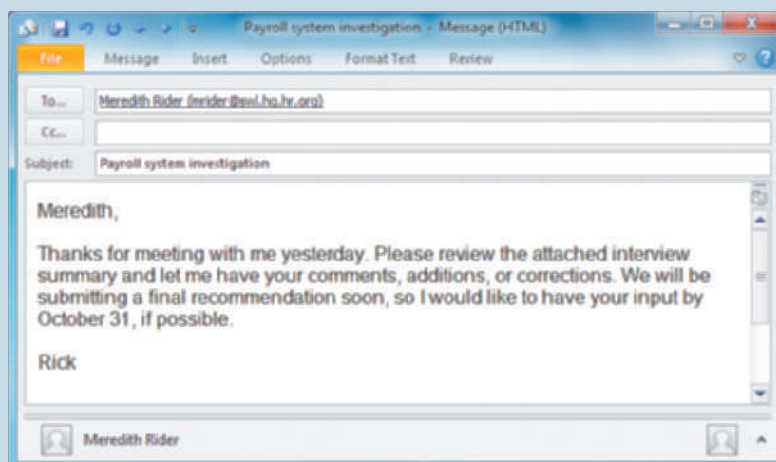 Payroll system investigation - Message (HTML)
File Message Insert Options Format Text Review
To... Meredith Rider (mrider@swl.hq.hr.org)
Cc...
Subject: Payroll system investigation
Meredith,
Thanks for meeting with me yesterday. Please review the attached interview
summary and let me have your comments, additions, or corrections. We will be
submitting a final recommendation soon, so I would like to have your input by
October 31, if possible.
Rick
Meredith Rider